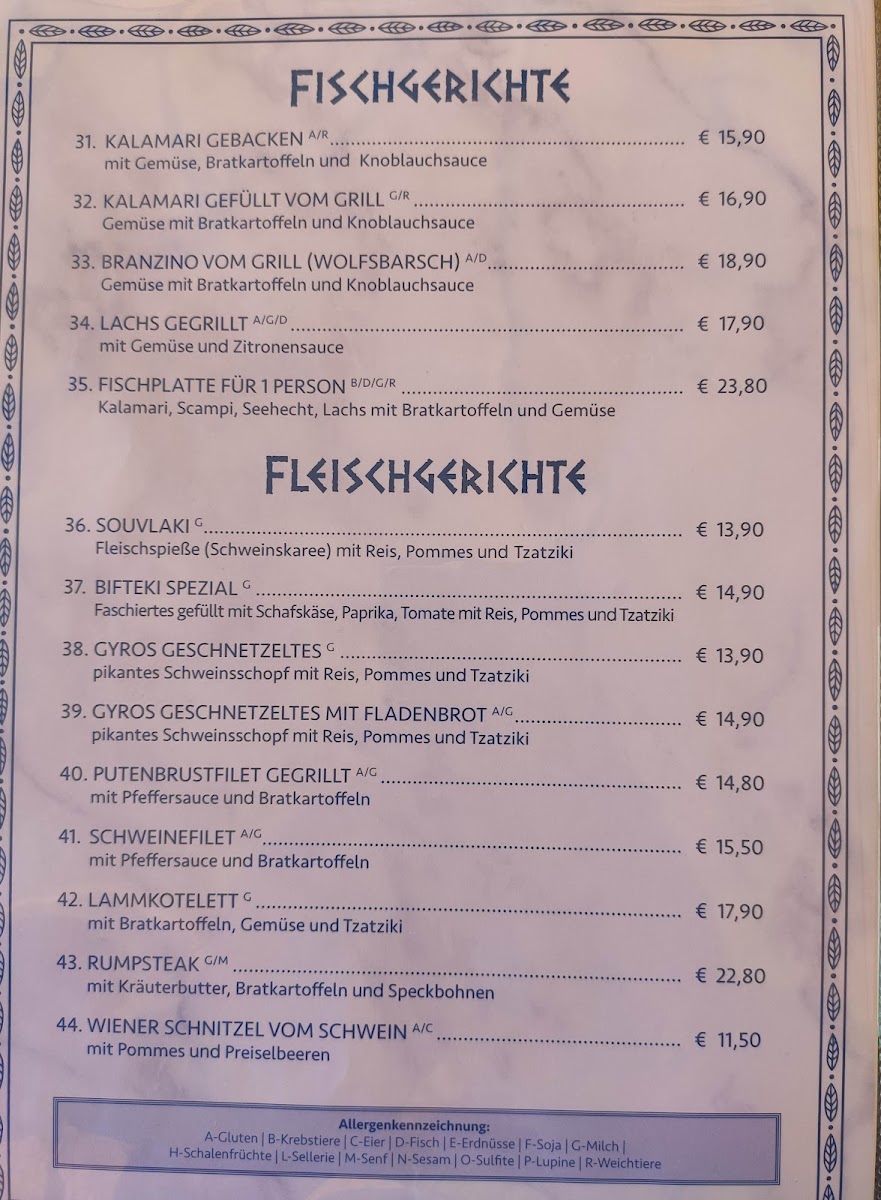 FISCHGERICHTE
31. KALAMARI GEBACKEN A/R........................................................ € 15,90
mit Gemüse, Bratkartoffeln und Knoblauchsauce
32. KALAMARI GEFÜLLT VOM GRILL G/R............................................. € 16,90
Gemüse mit Bratkartoffeln und Knoblauchsauce
33. BRANZINO VOM GRILL (WOLFSBARSCH) A/D................................ € 18,90
Gemüse mit Bratkartoffeln und Knoblauchsauce
34. LACHS GEGRILLT A/G/D................................................................ € 17,90
mit Gemüse und Zitronensauce
35. FISCHPLATTE FÜR 1 PERSON B/D/G/R.............................................. € 23,80
Kalamari, Scampi, Seehecht, Lachs mit Bratkartoffeln und Gemüse
FLEISCHGERICHTE
36. SOUVLAKI G................................................................................ € 13,90
Fleischspieße (Schweinskaree) mit Reis, Pommes und Tzatziki
37. BIFTEKI SPEZIAL G...................................................................... € 14,90
Faschiertes gefüllt mit Schafskäse, Paprika, Tomate mit Reis, Pommes und Tzatziki
38. GYROS GESCHNETZELTES G......................................................... € 13,90
pikantes Schweinsschopf mit Reis, Pommes und Tzatziki
39. GYROS GESCHNETZELTES MIT FLADENBROT A/G........................... € 14,90
pikantes Schweinsschopf mit Reis, Pommes und Tzatziki
40. PUTENBRUSTFILET GEGRILLT A/G.................................................. € 14,80
mit Pfeffersauce und Bratkartoffeln
41. SCHWEINEFILET A/G..................................................................... € 15,50
mit Pfeffersauce und Bratkartoffeln
42. LAMMKOTELETT G...................................................................... € 17,90
mit Bratkartoffeln, Gemüse und Tzatziki
43. RUMPSTEAK G/M......................................................................... € 22,80
mit Kräuterbutter, Bratkartoffeln und Speckbohnen
44. WIENER SCHNITZEL VOM SCHWEIN A/C........................................ € 11,50
mit Pommes und Preiselbeeren
Allergenkennzeichnung:
A-Gluten | B-Krebstiere | C-Eier | D-Fisch | E-Erdnüsse | F-Soja | G-Milch |
H-Schalenfrüchte | L-Sellerie | M-Senf | N-Sesam | O-Sulfite | P-Lupine | R-Weichtiere